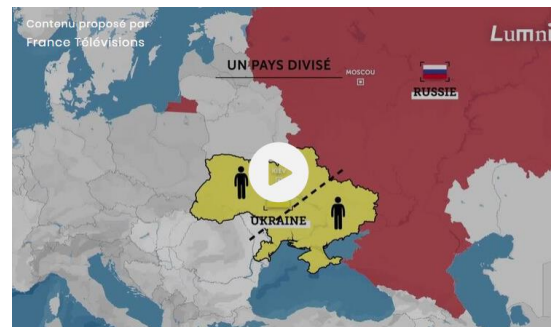 Contenu proposé par
France Télévisions
Lumni
UN PAYS DIVISÉ
MOSCOU
RUSSIE
UKRAINE